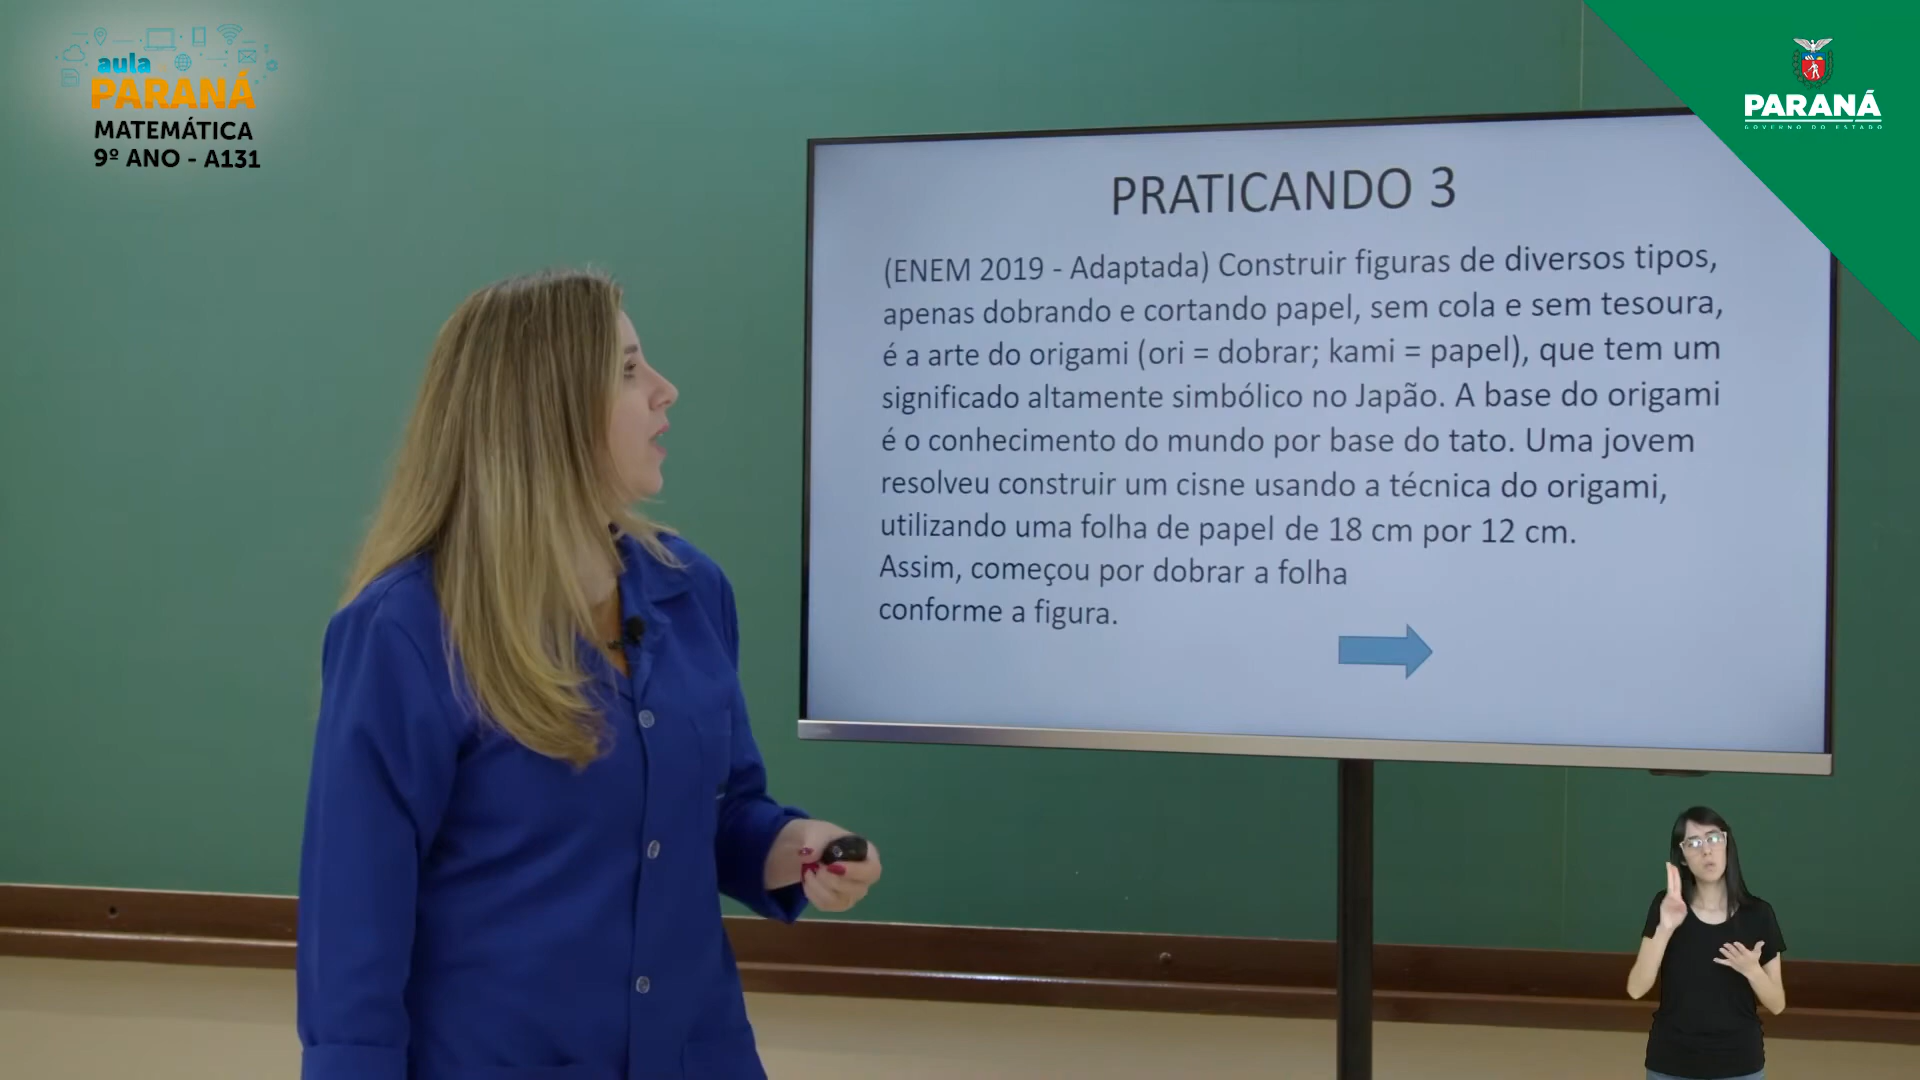 aula
PARANÁ
MATEMÁTICA
9º ANO - A131
PARANÁ
GOVERNO DO ESTADO
PRATICANDO 3
(ENEM 2019 - Adaptada) Construir figuras de diversos tipos,
apenas dobrando e cortando papel, sem cola e sem tesoura,
é a arte do origami (ori = dobrar; kami = papel), que tem um
significado altamente simbólico no Japão. A base do origami
é o conhecimento do mundo por base do tato. Uma jovem
resolveu construir um cisne usando a técnica do origami,
utilizando uma folha de papel de 18 cm por 12 cm.
Assim, começou por dobrar a folha
conforme a figura.